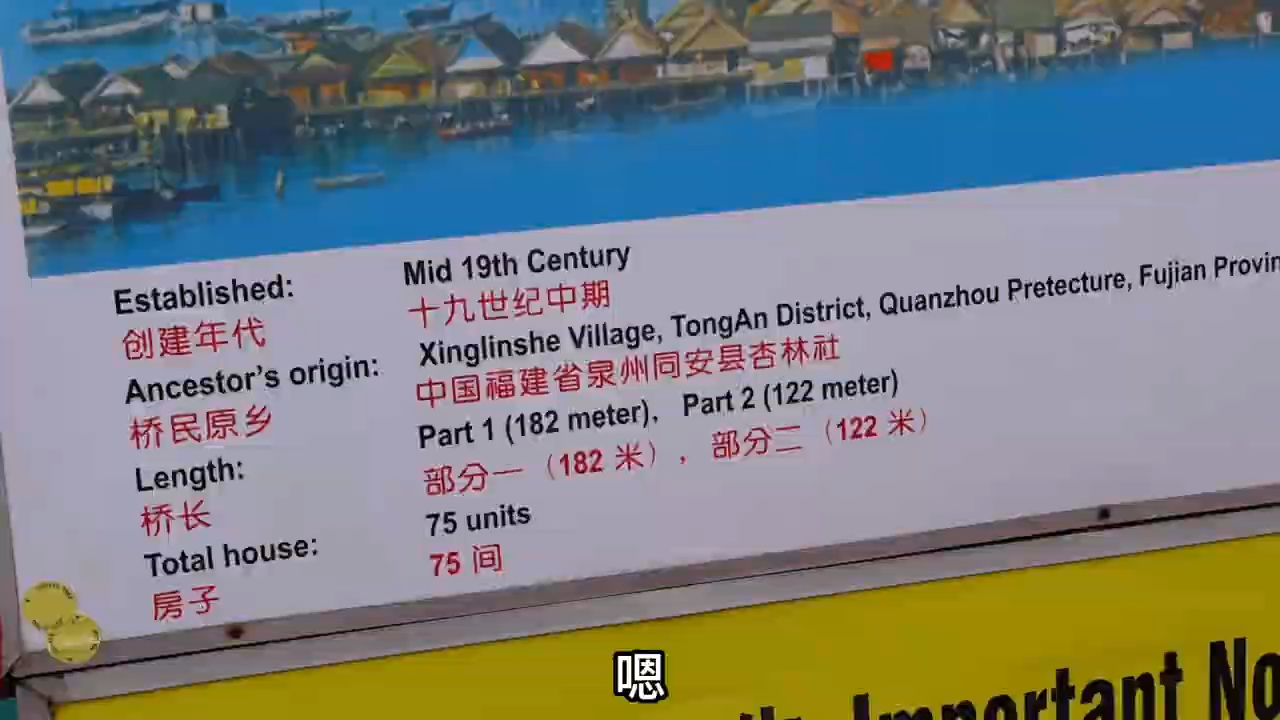 Established: Mid 19th Century
创建年代 十九世纪中期
Ancestor's origin: Xinglinshe Village, TongAn District, Quanzhou Pretecture, Fujian
桥民原乡 中国福建省泉州同安县杏林社
Length: Part 1 (182 meter), Part 2 (122 meter)
桥长 部分一（182 米）, 部分二（122 米）
Total house: 75 units
房子 75 间
Important
嗯